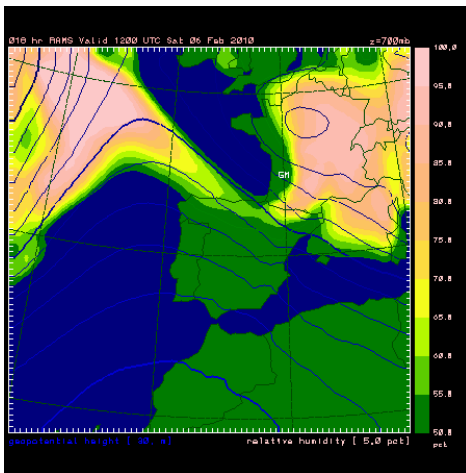 018 hr RAMS Valid 1200 UTC Sat 06 Feb 2010 z=700mb
100.0
95.0
90.0
85.0
80.0
75.0
70.0
65.0
60.0
55.0
50.0
pct
GM
geopotential height [ 30, m] relative humidity [ 5.0 pct]